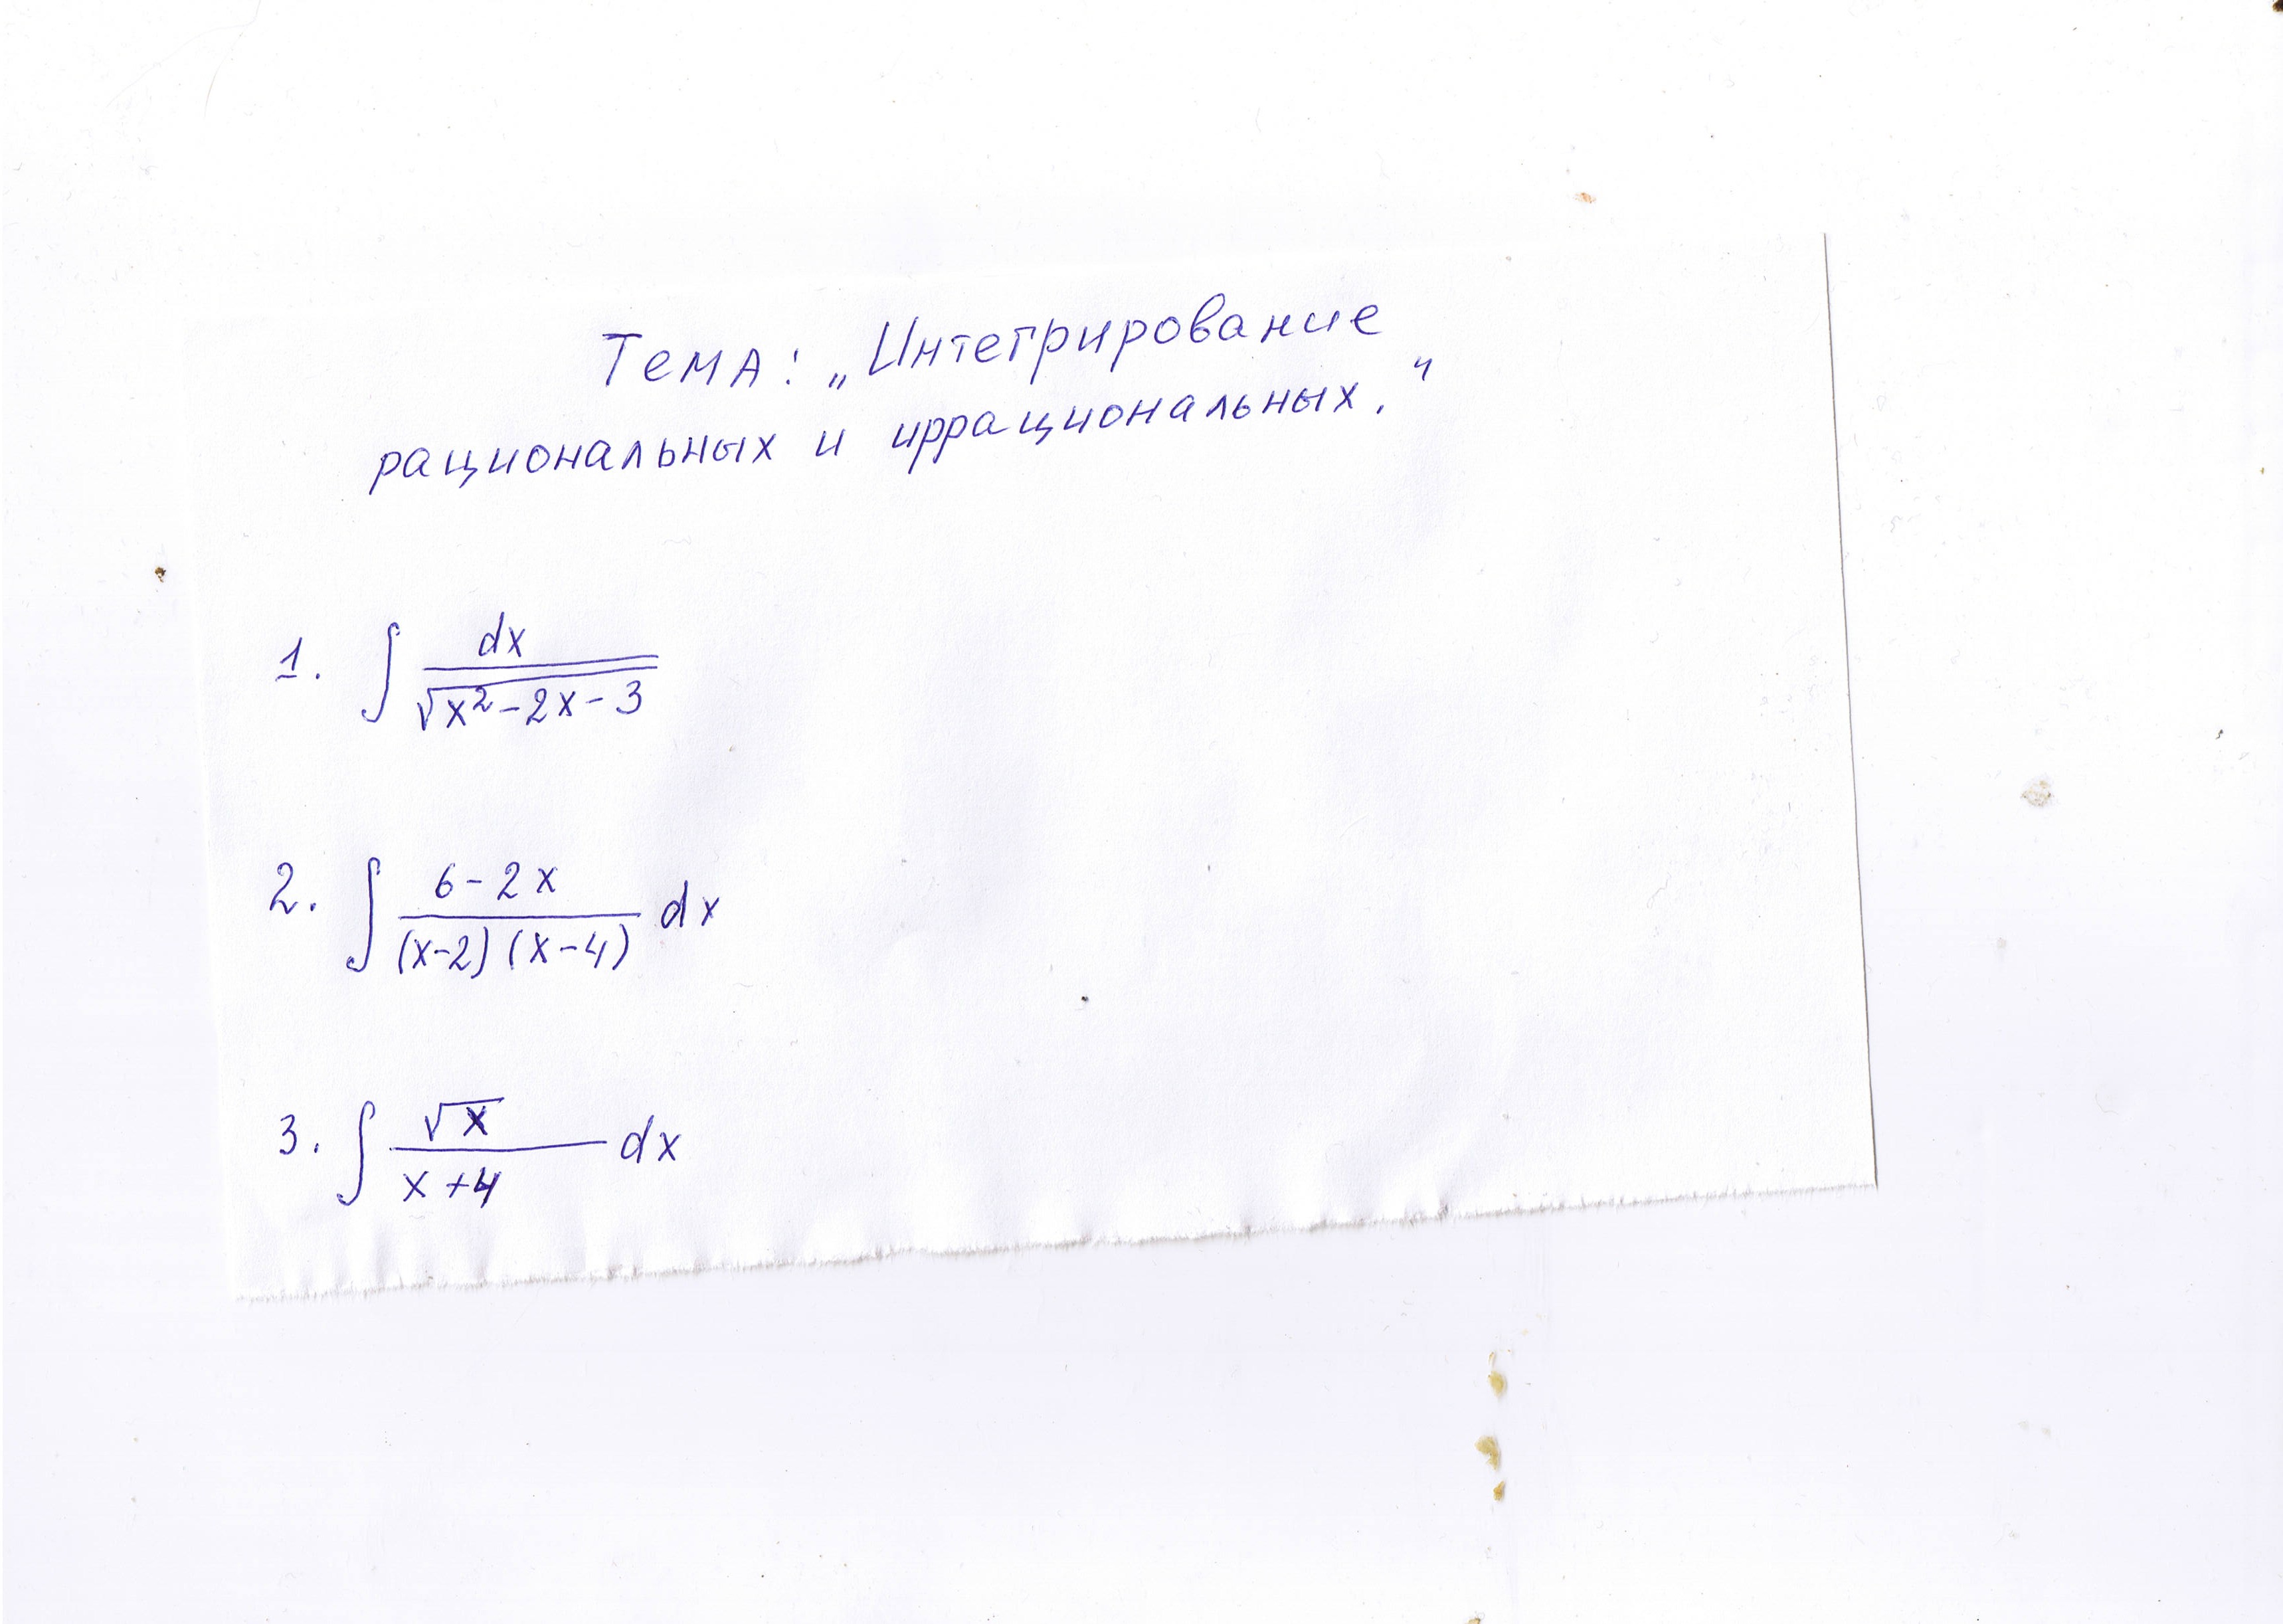 Тема: „Интегрирование
рациональных и иррациональных.“
1. ∫ dx / √(x² - 2x - 3)
2. ∫ (6 - 2x) / ((x-2)(x-4)) dx
3. ∫ √x / (x+4) dx